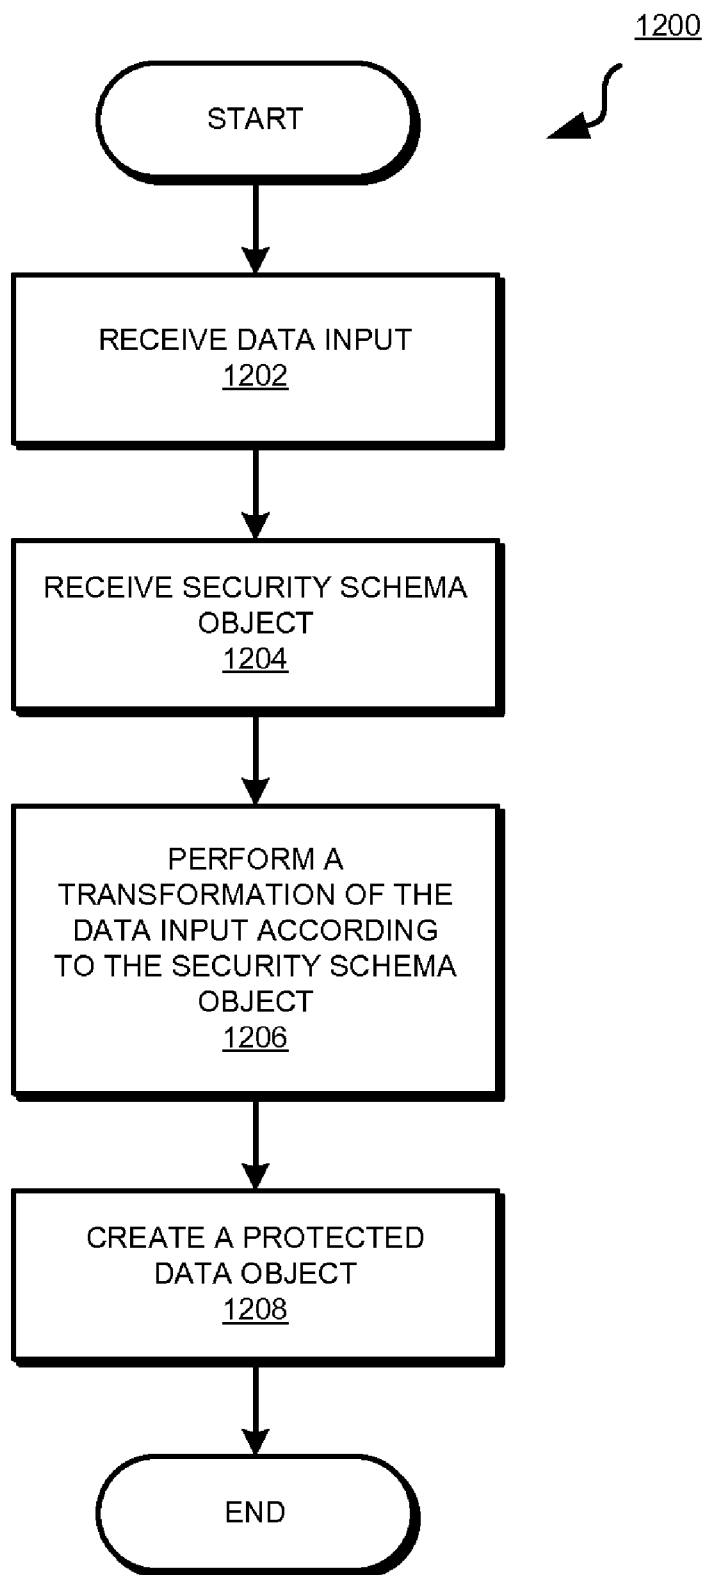 1200
START
RECEIVE DATA INPUT
1202
RECEIVE SECURITY SCHEMA
OBJECT
1204
PERFORM A
TRANSFORMATION OF THE
DATA INPUT ACCORDING
TO THE SECURITY SCHEMA
OBJECT
1206
CREATE A PROTECTED
DATA OBJECT
1208
END